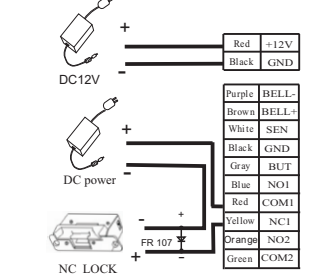 +
Red +12V
Black GND
-
DC12V
Purple BELL-
Brown BELL+
White SEN
+
Black GND
Gray BUT
DC power
-
Blue NO1
Red COM1
-
+
Yellow NC1
FR 107
Orange NO2
+
-
Green COM2
NC LOCK